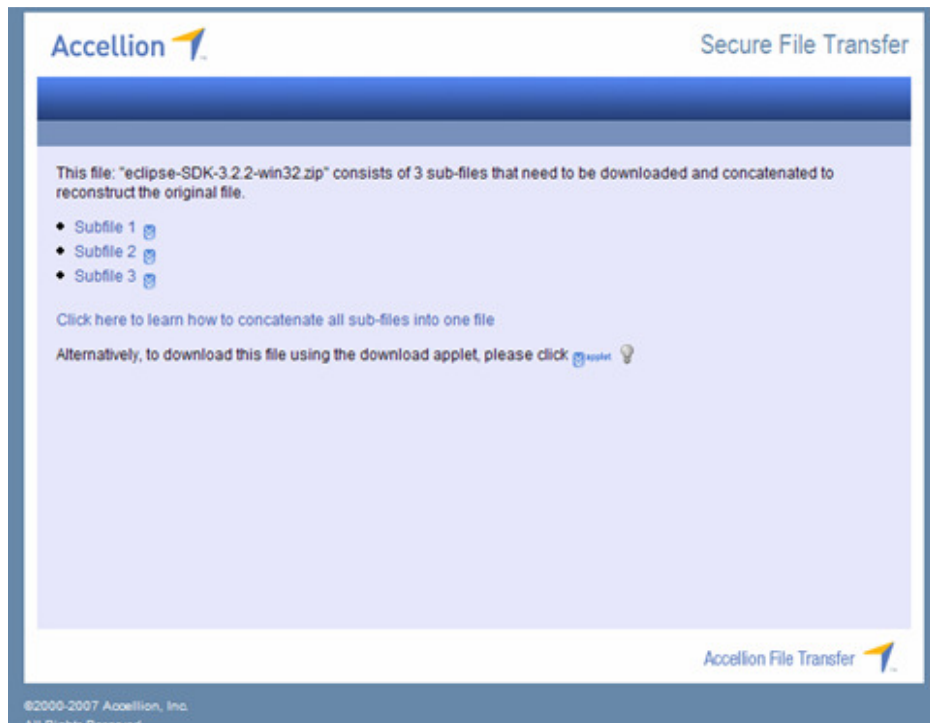 Accellion
Secure File Transfer
This file: "eclipse-SDK-3.2.2-win32.zip" consists of 3 sub-files that need to be downloaded and concatenated to
reconstruct the original file.
Subfile 1
Subfile 2
Subfile 3
Click here to learn how to concatenate all sub-files into one file
Alternatively, to download this file using the download applet, please click applet
Accellion File Transfer
©2000-2007 Accellion, Inc.
All Rights Reserved